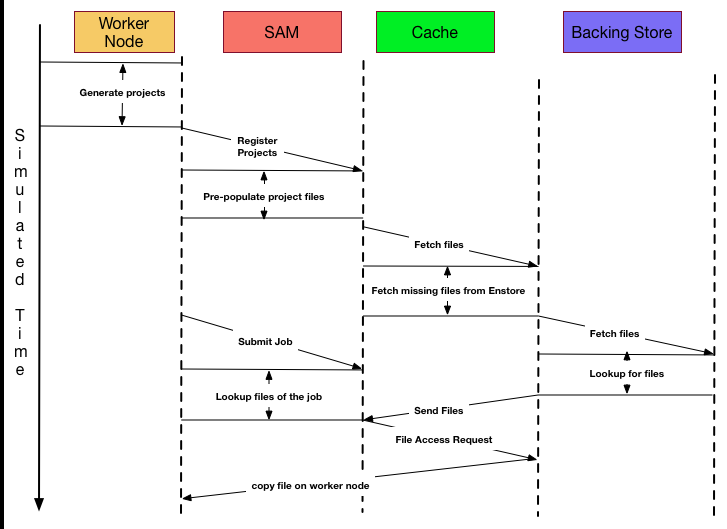 Worker
Node
SAM
Cache
Backing Store
Generate projects
Simulated Time
Register
Projects
Pre-populate project files
Fetch files
Fetch missing files from Enstore
Submit Job
Fetch files
Lookup for files
Lookup files of the job
Send Files
File Access Request
copy file on worker node